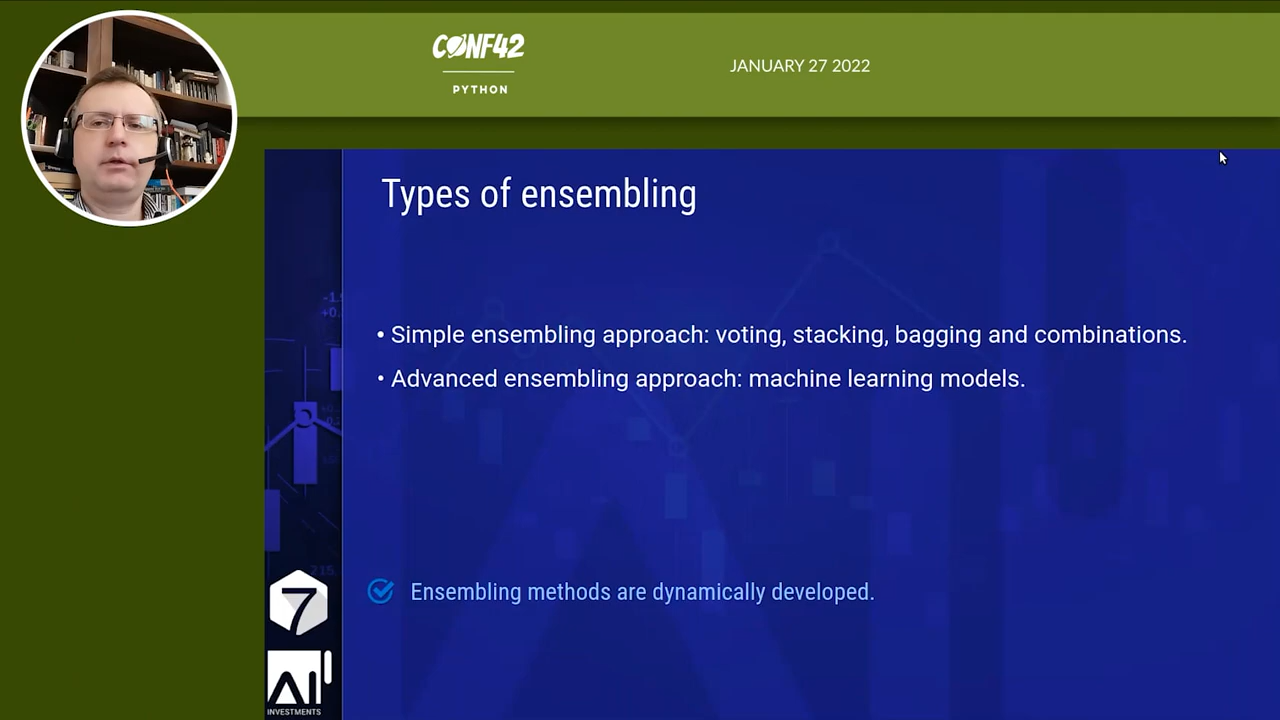 CONF42
PYTHON
JANUARY 27 2022
Types of ensembling
• Simple ensembling approach: voting, stacking, bagging and combinations.
• Advanced ensembling approach: machine learning models.
215.
Ensembling methods are dynamically developed.
7
AI
INVESTMENTS